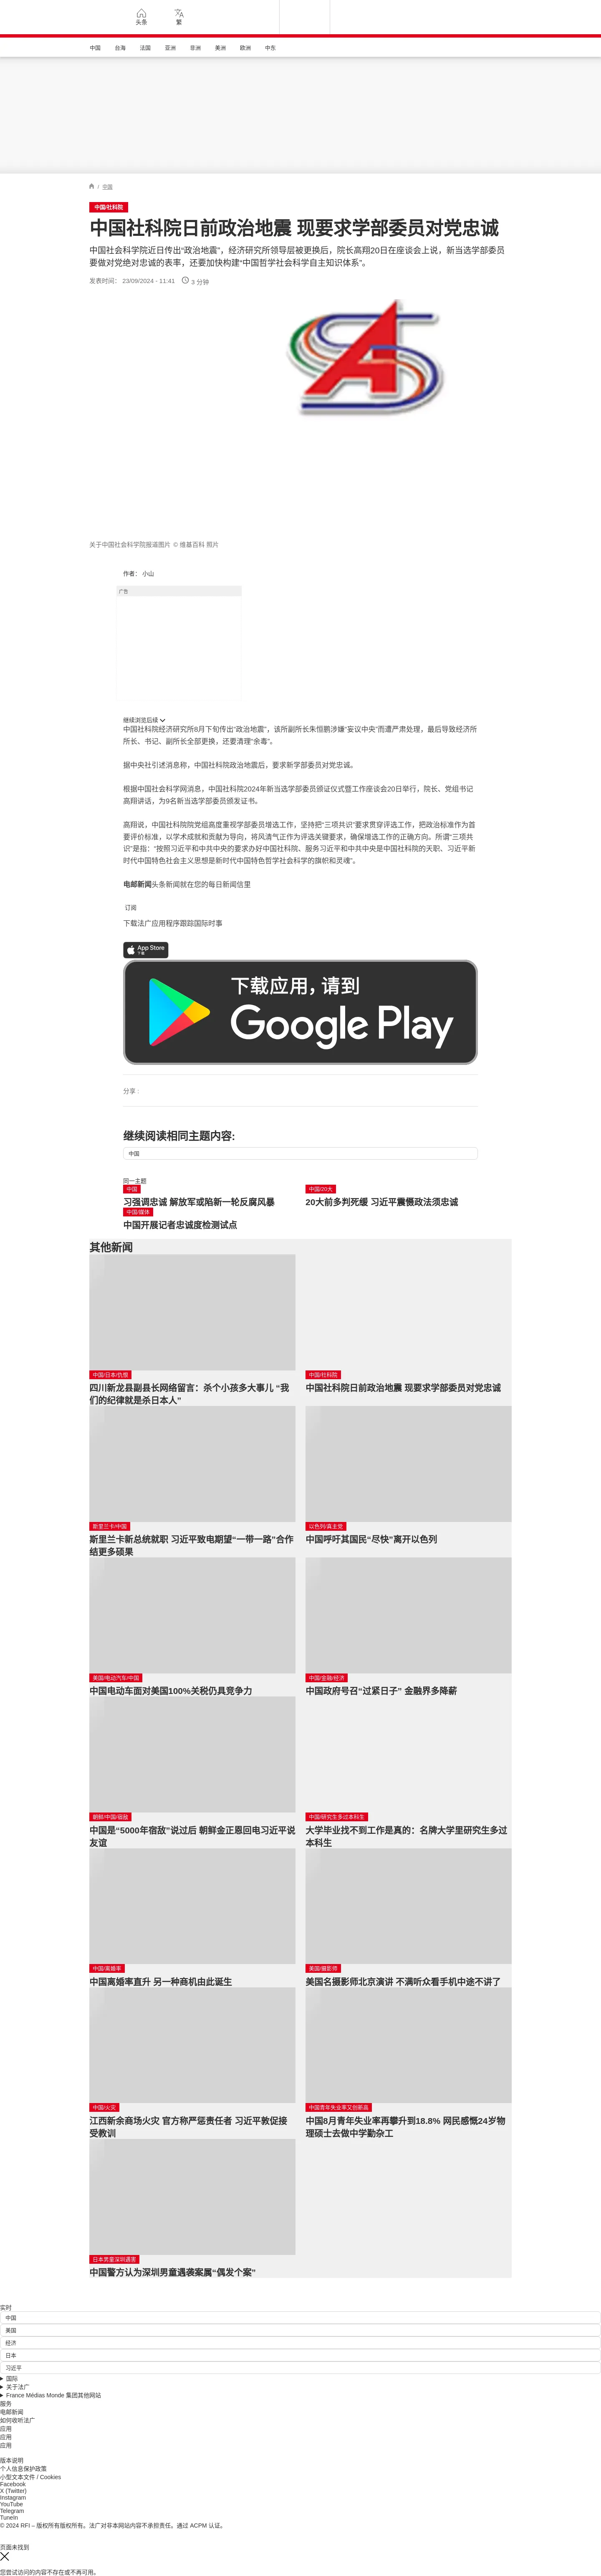 头条
繁
中国
台海
法国
亚洲
非洲
美洲
欧洲
中东
/ 中国
中国/社科院
中国社科院日前政治地震 现要求学部委员对党忠诚
中国社会科学院近日传出“政治地震”，经济研究所领导层被更换后，院长高翔20日在座谈会上说，新当选学部委员
要做对党绝对忠诚的表率，还要加快构建“中国哲学社会科学自主知识体系”。
发表时间： 23/09/2024 - 11:41 3 分钟
关于中国社会科学院报道图片 © 维基百科 照片
作者： 小山
广告
继续浏览后续
中国社科院经济研究所8月下旬传出“政治地震”，该所副所长朱恒鹏涉嫌“妄议中央”而遭严肃处理，最后导致经济所
所长、书记、副所长全部更换，还要清理“余毒”。
据中央社引述消息称，中国社科院政治地震后，要求新学部委员对党忠诚。
根据中国社会科学网消息，中国社科院2024年新当选学部委员颁证仪式暨工作座谈会20日举行，院长、党组书记
高翔讲话，为9名新当选学部委员颁发证书。
高翔说，中国社科院院党组高度重视学部委员增选工作，坚持把“三项共识”要求贯穿评选工作，把政治标准作为首
要评价标准，以学术成就和贡献为导向，将风清气正作为评选关键要求，确保增选工作的正确方向。所谓“三项共
识”是指：“按照习近平和中共中央的要求办好中国社科院、服务习近平和中共中央是中国社科院的天职、习近平新
时代中国特色社会主义思想是新时代中国特色哲学社会科学的旗帜和灵魂”。
电邮新闻头条新闻就在您的每日新闻信里
订阅
下载法广应用程序跟踪国际时事
App Store
下载
下载应用，请到
Google Play
分享 :
继续阅读相同主题内容:
中国
同一主题
中国
习强调忠诚 解放军或陷新一轮反腐风暴
中国/20大
20大前多判死缓 习近平震慑政法须忠诚
中国/媒体
中国开展记者忠诚度检测试点
其他新闻
中国/日本/仇俄
四川新龙县副县长网络留言：杀个小孩多大事儿 “我
们的纪律就是杀日本人”
中国/社科院
中国社科院日前政治地震 现要求学部委员对党忠诚
斯里兰卡/中国
斯里兰卡新总统就职 习近平致电期望“一带一路”合作
结更多硕果
以色列/真主党
中国呼吁其国民“尽快”离开以色列
美国/电动汽车/中国
中国电动车面对美国100%关税仍具竞争力
中国/金融/经济
中国政府号召“过紧日子” 金融界多降薪
朝鲜/中国/宿敌
中国是“5000年宿敌”说过后 朝鲜金正恩回电习近平说
友谊
中国/研究生多过本科生
大学毕业找不到工作是真的：名牌大学里研究生多过
本科生
中国/离婚率
中国离婚率直升 另一种商机由此诞生
美国/摄影师
美国名摄影师北京演讲 不满听众看手机中途不讲了
中国/火灾
江西新余商场火灾 官方称严惩责任者 习近平敦促接
受教训
中国青年失业率又创新高
中国8月青年失业率再攀升到18.8% 网民感慨24岁物
理硕士去做中学勤杂工
日本男童深圳遇害
中国警方认为深圳男童遇袭案属“偶发个案”
实时
中国
美国
经济
日本
习近平
国际
关于法广
France Médias Monde 集团其他网站
服务
电邮新闻
如何收听法广
应用
应用
应用
版本说明
个人信息保护政策
小型文本文件 / Cookies
Facebook
X (Twitter)
Instagram
YouTube
Telegram
TuneIn
© 2024 RFI – 版权所有版权所有。法广对非本网站内容不承担责任。通过 ACPM 认证。
页面未找到
您尝试访问的内容不存在或不再可用。